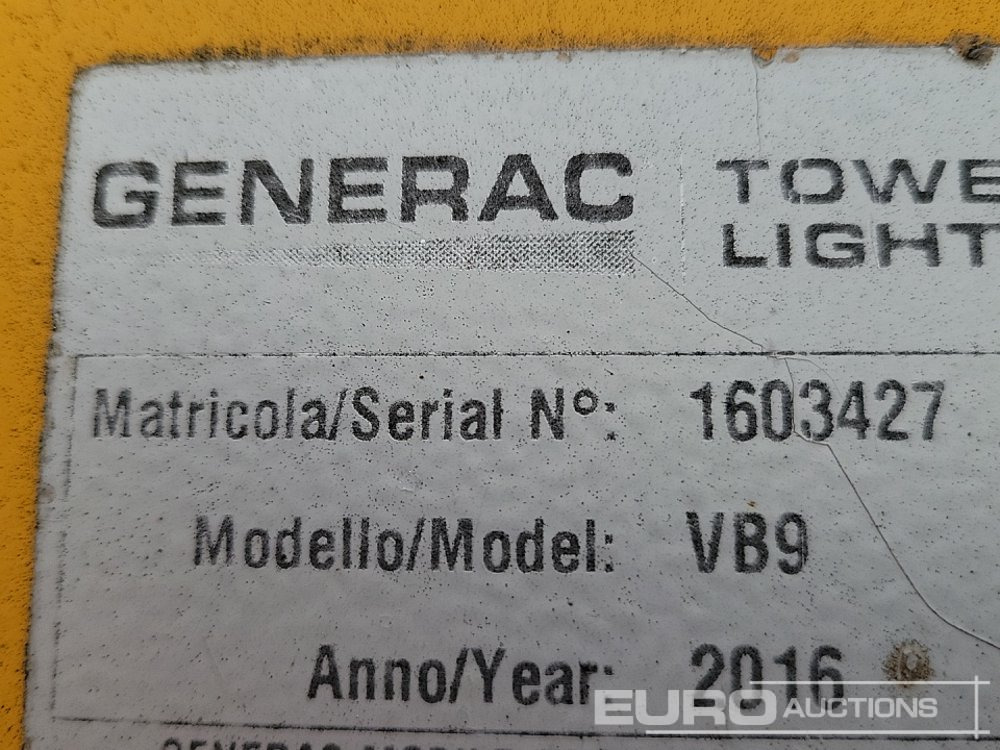 GENERAC
TOWE
LIGHT
Matricola/Serial N°: 1603427
Modello/Model: VB9
Anno/Year: 2016
EURO AUCTIONS